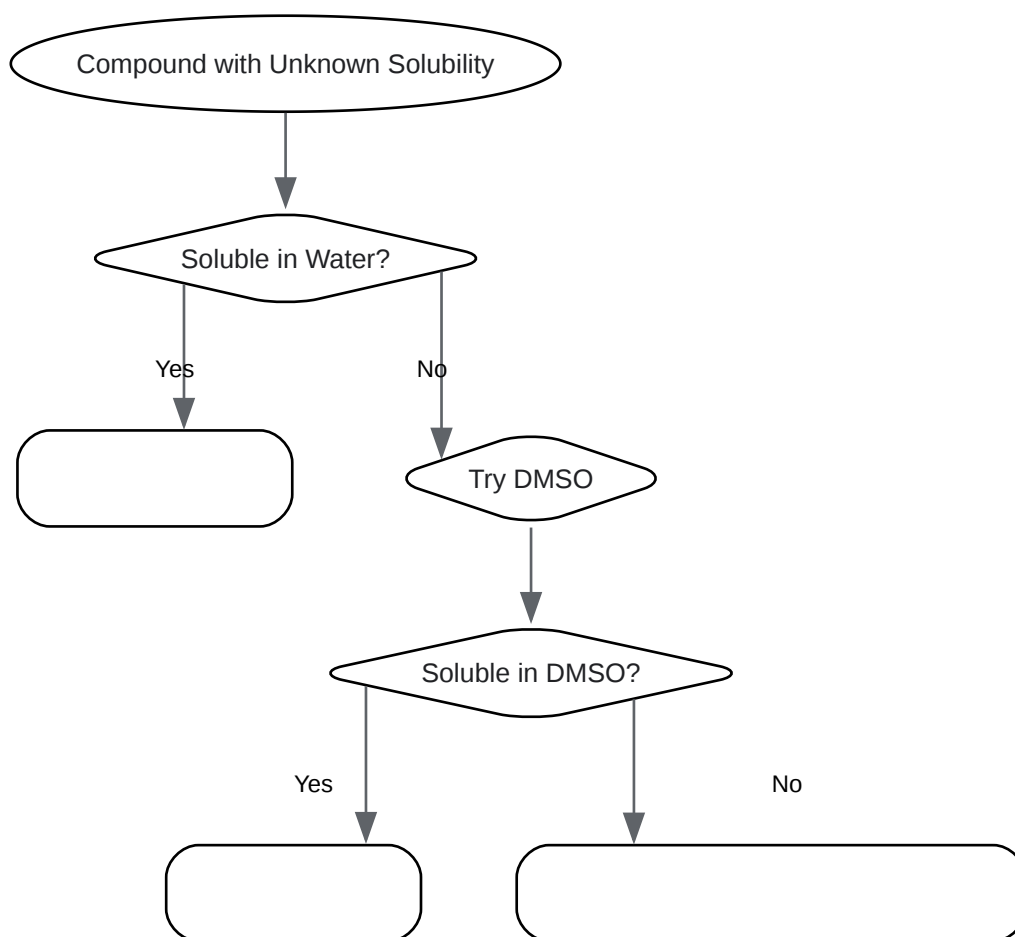 Compound with Unknown Solubility
Soluble in Water?
Yes
No
Try DMSO
Soluble in DMSO?
Yes
No